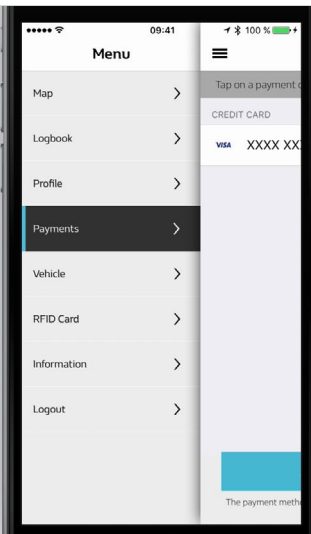 09:41
100 %
Menu
Map
Logbook
Profile
Payments
Vehicle
RFID Card
Information
Logout
Tap on a payment
CREDIT CARD
VISA XXXX XX
The payment meth